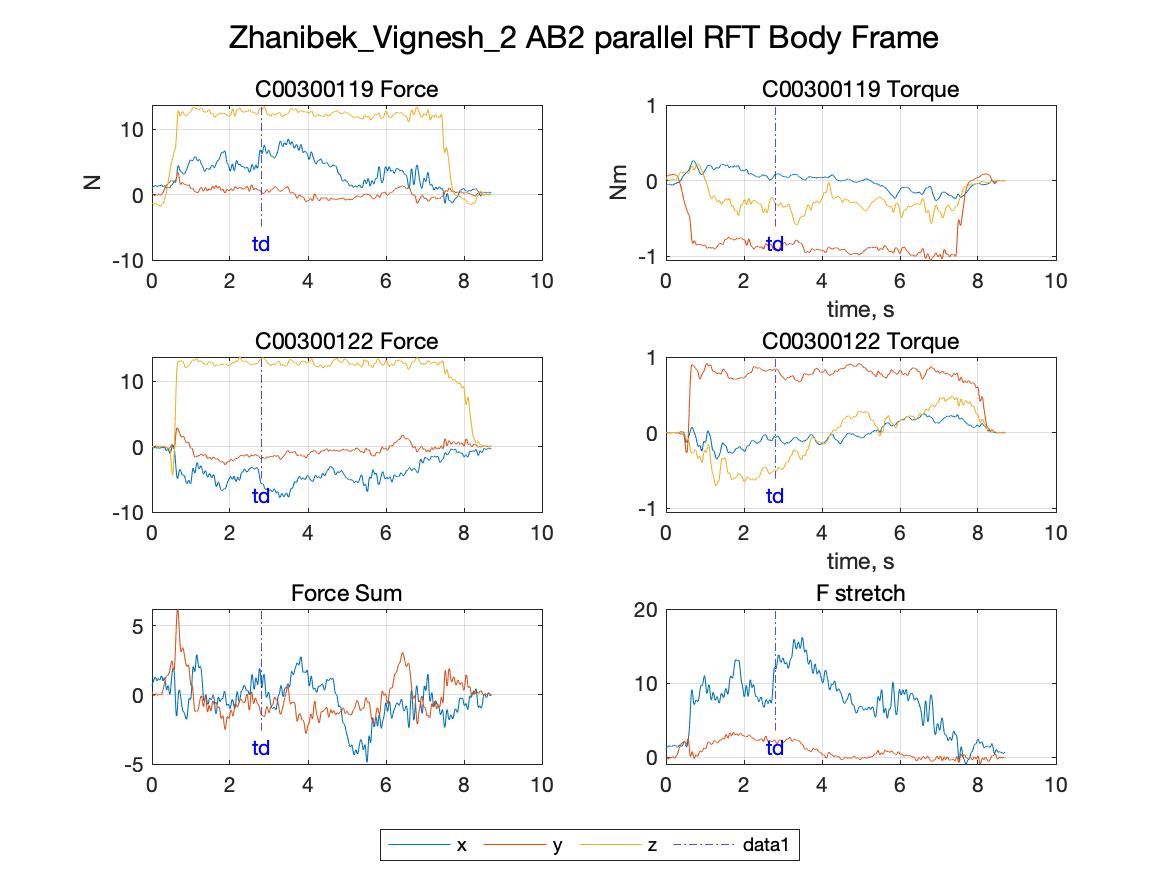 Zhanibek_Vignesh_2 AB2 parallel RFT Body Frame
C00300119 Force
N
10
0
-10
td
0 2 4 6 8 10
C00300119 Torque
Nm
1
0
-1
td
0 2 4 6 8 10
time, s
C00300122 Force
10
0
-10
td
0 2 4 6 8 10
C00300122 Torque
1
0
-1
td
0 2 4 6 8 10
time, s
Force Sum
5
0
-5
td
0 2 4 6 8 10
F stretch
20
10
0
td
0 2 4 6 8 10
x y z data1